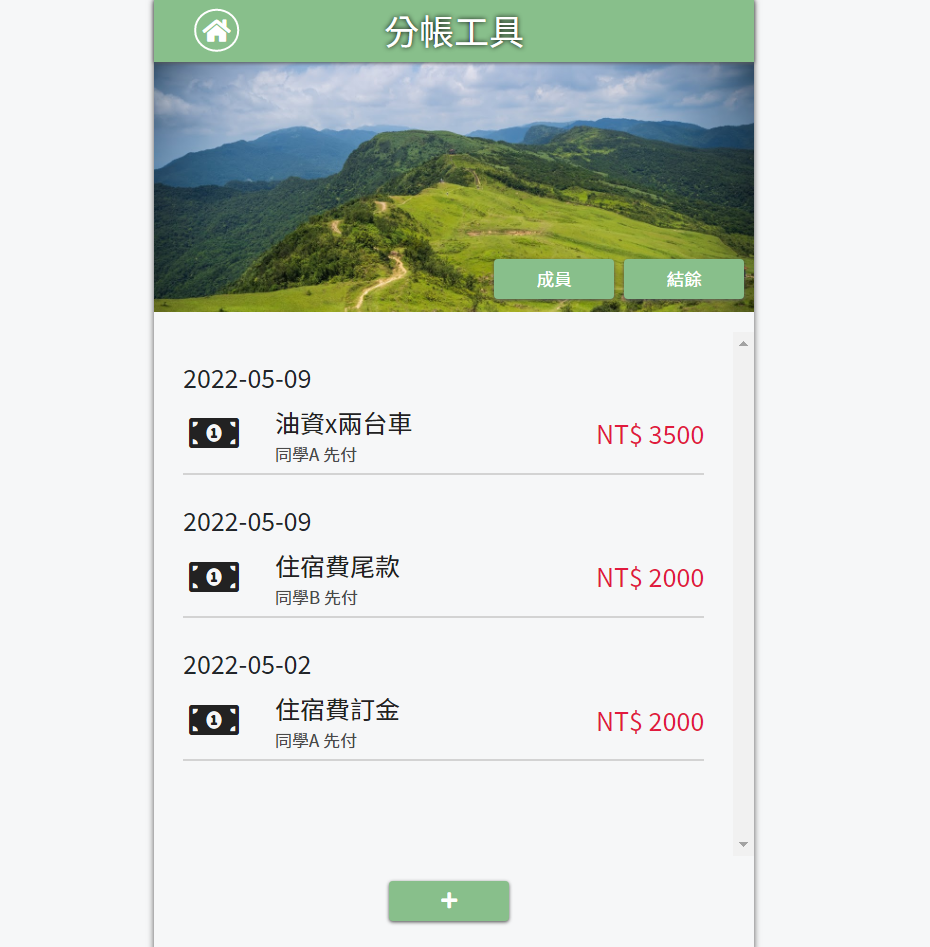 分帳工具
成員
結餘
2022-05-09
油資x兩台車
NT$ 3500
同學A 先付
2022-05-09
住宿費尾款
NT$ 2000
同學B 先付
2022-05-02
住宿費訂金
NT$ 2000
同學A 先付